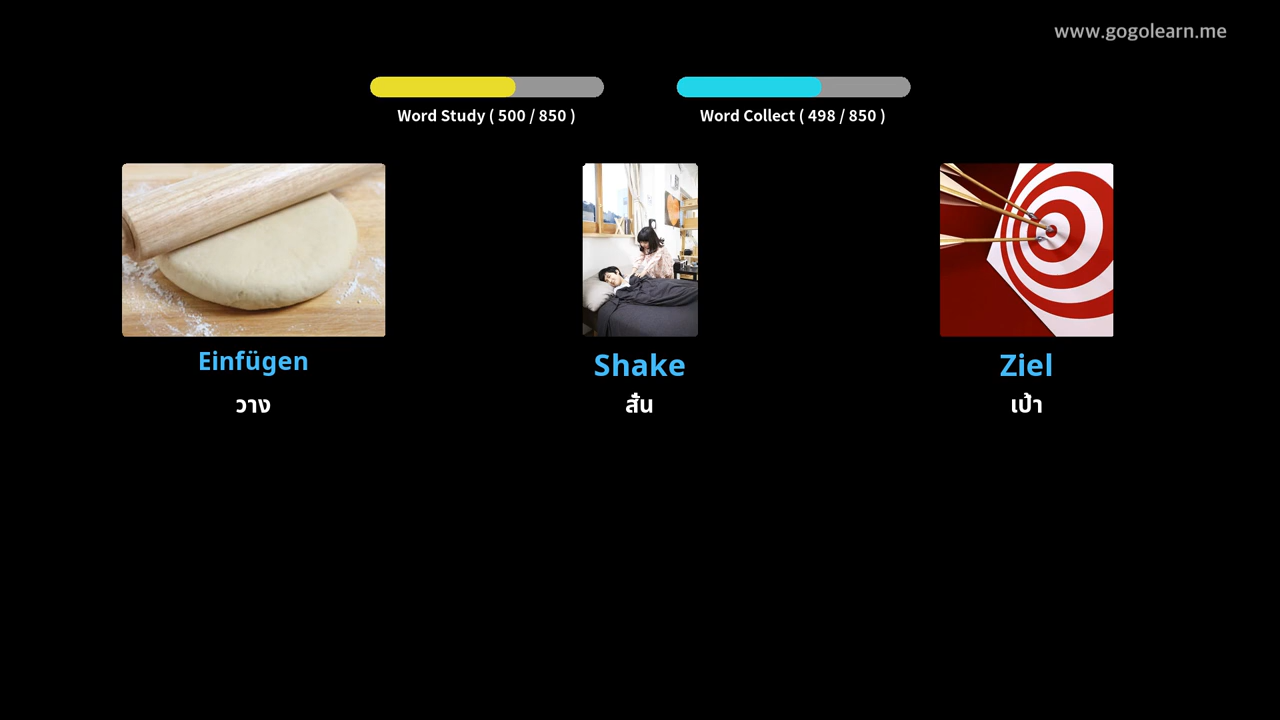 www.gogolearn.me
Word Study ( 500 / 850 )
Word Collect ( 498 / 850 )
Einfügen
วาง
Shake
สั่น
Ziel
เป้า